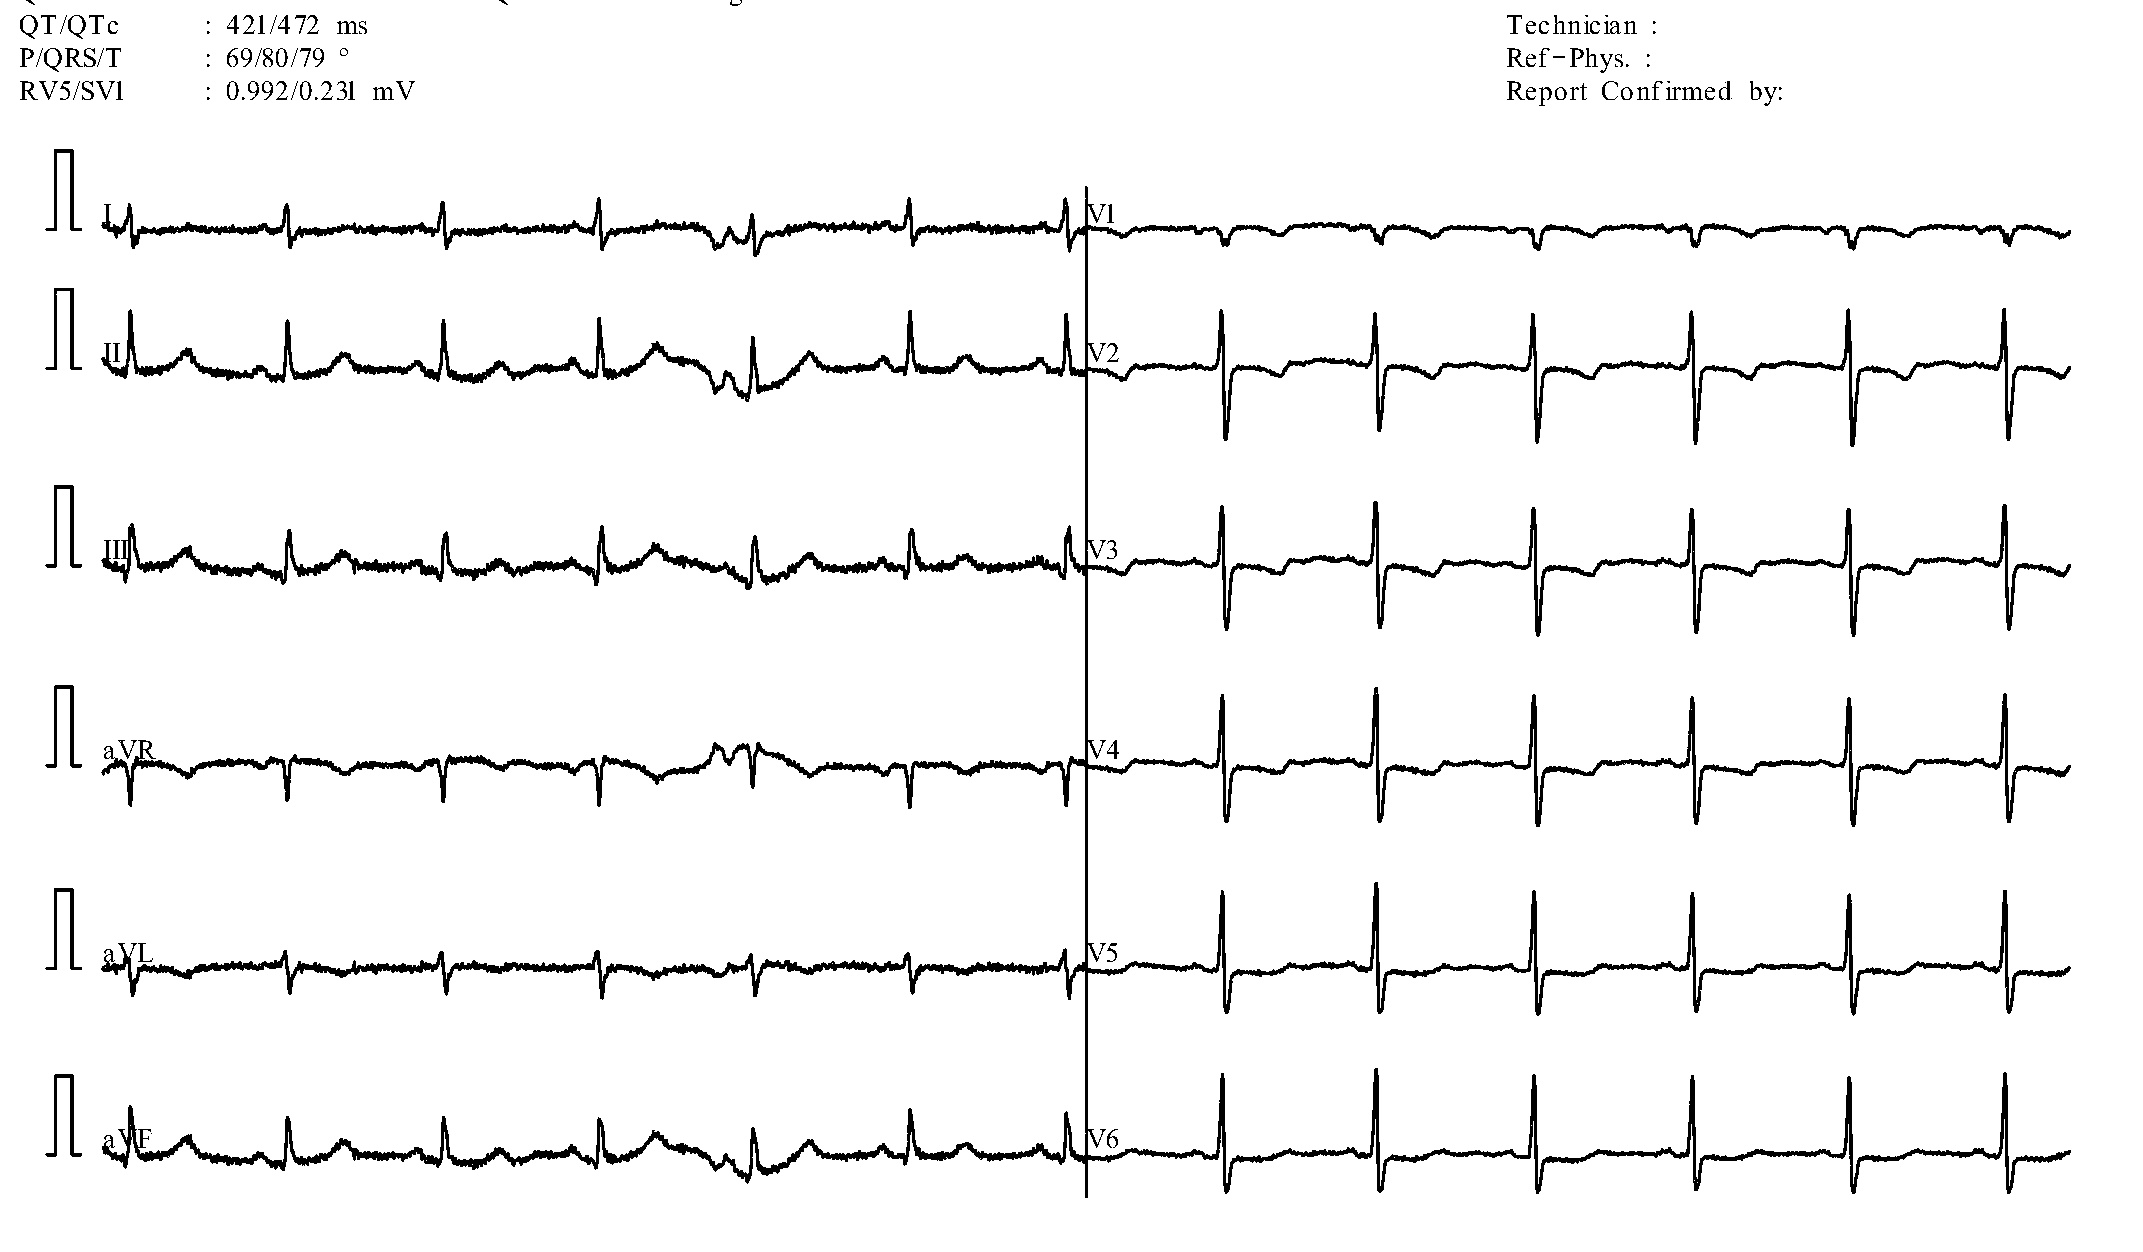 QT/QTc : 421/472 ms
P/QRS/T : 69/80/79 °
RV5/SV1 : 0.992/0.231 mV
Technician :
Ref-Phys. :
Report Confirmed by:
I
II
III
aVR
aVL
aVF
V1
V2
V3
V4
V5
V6